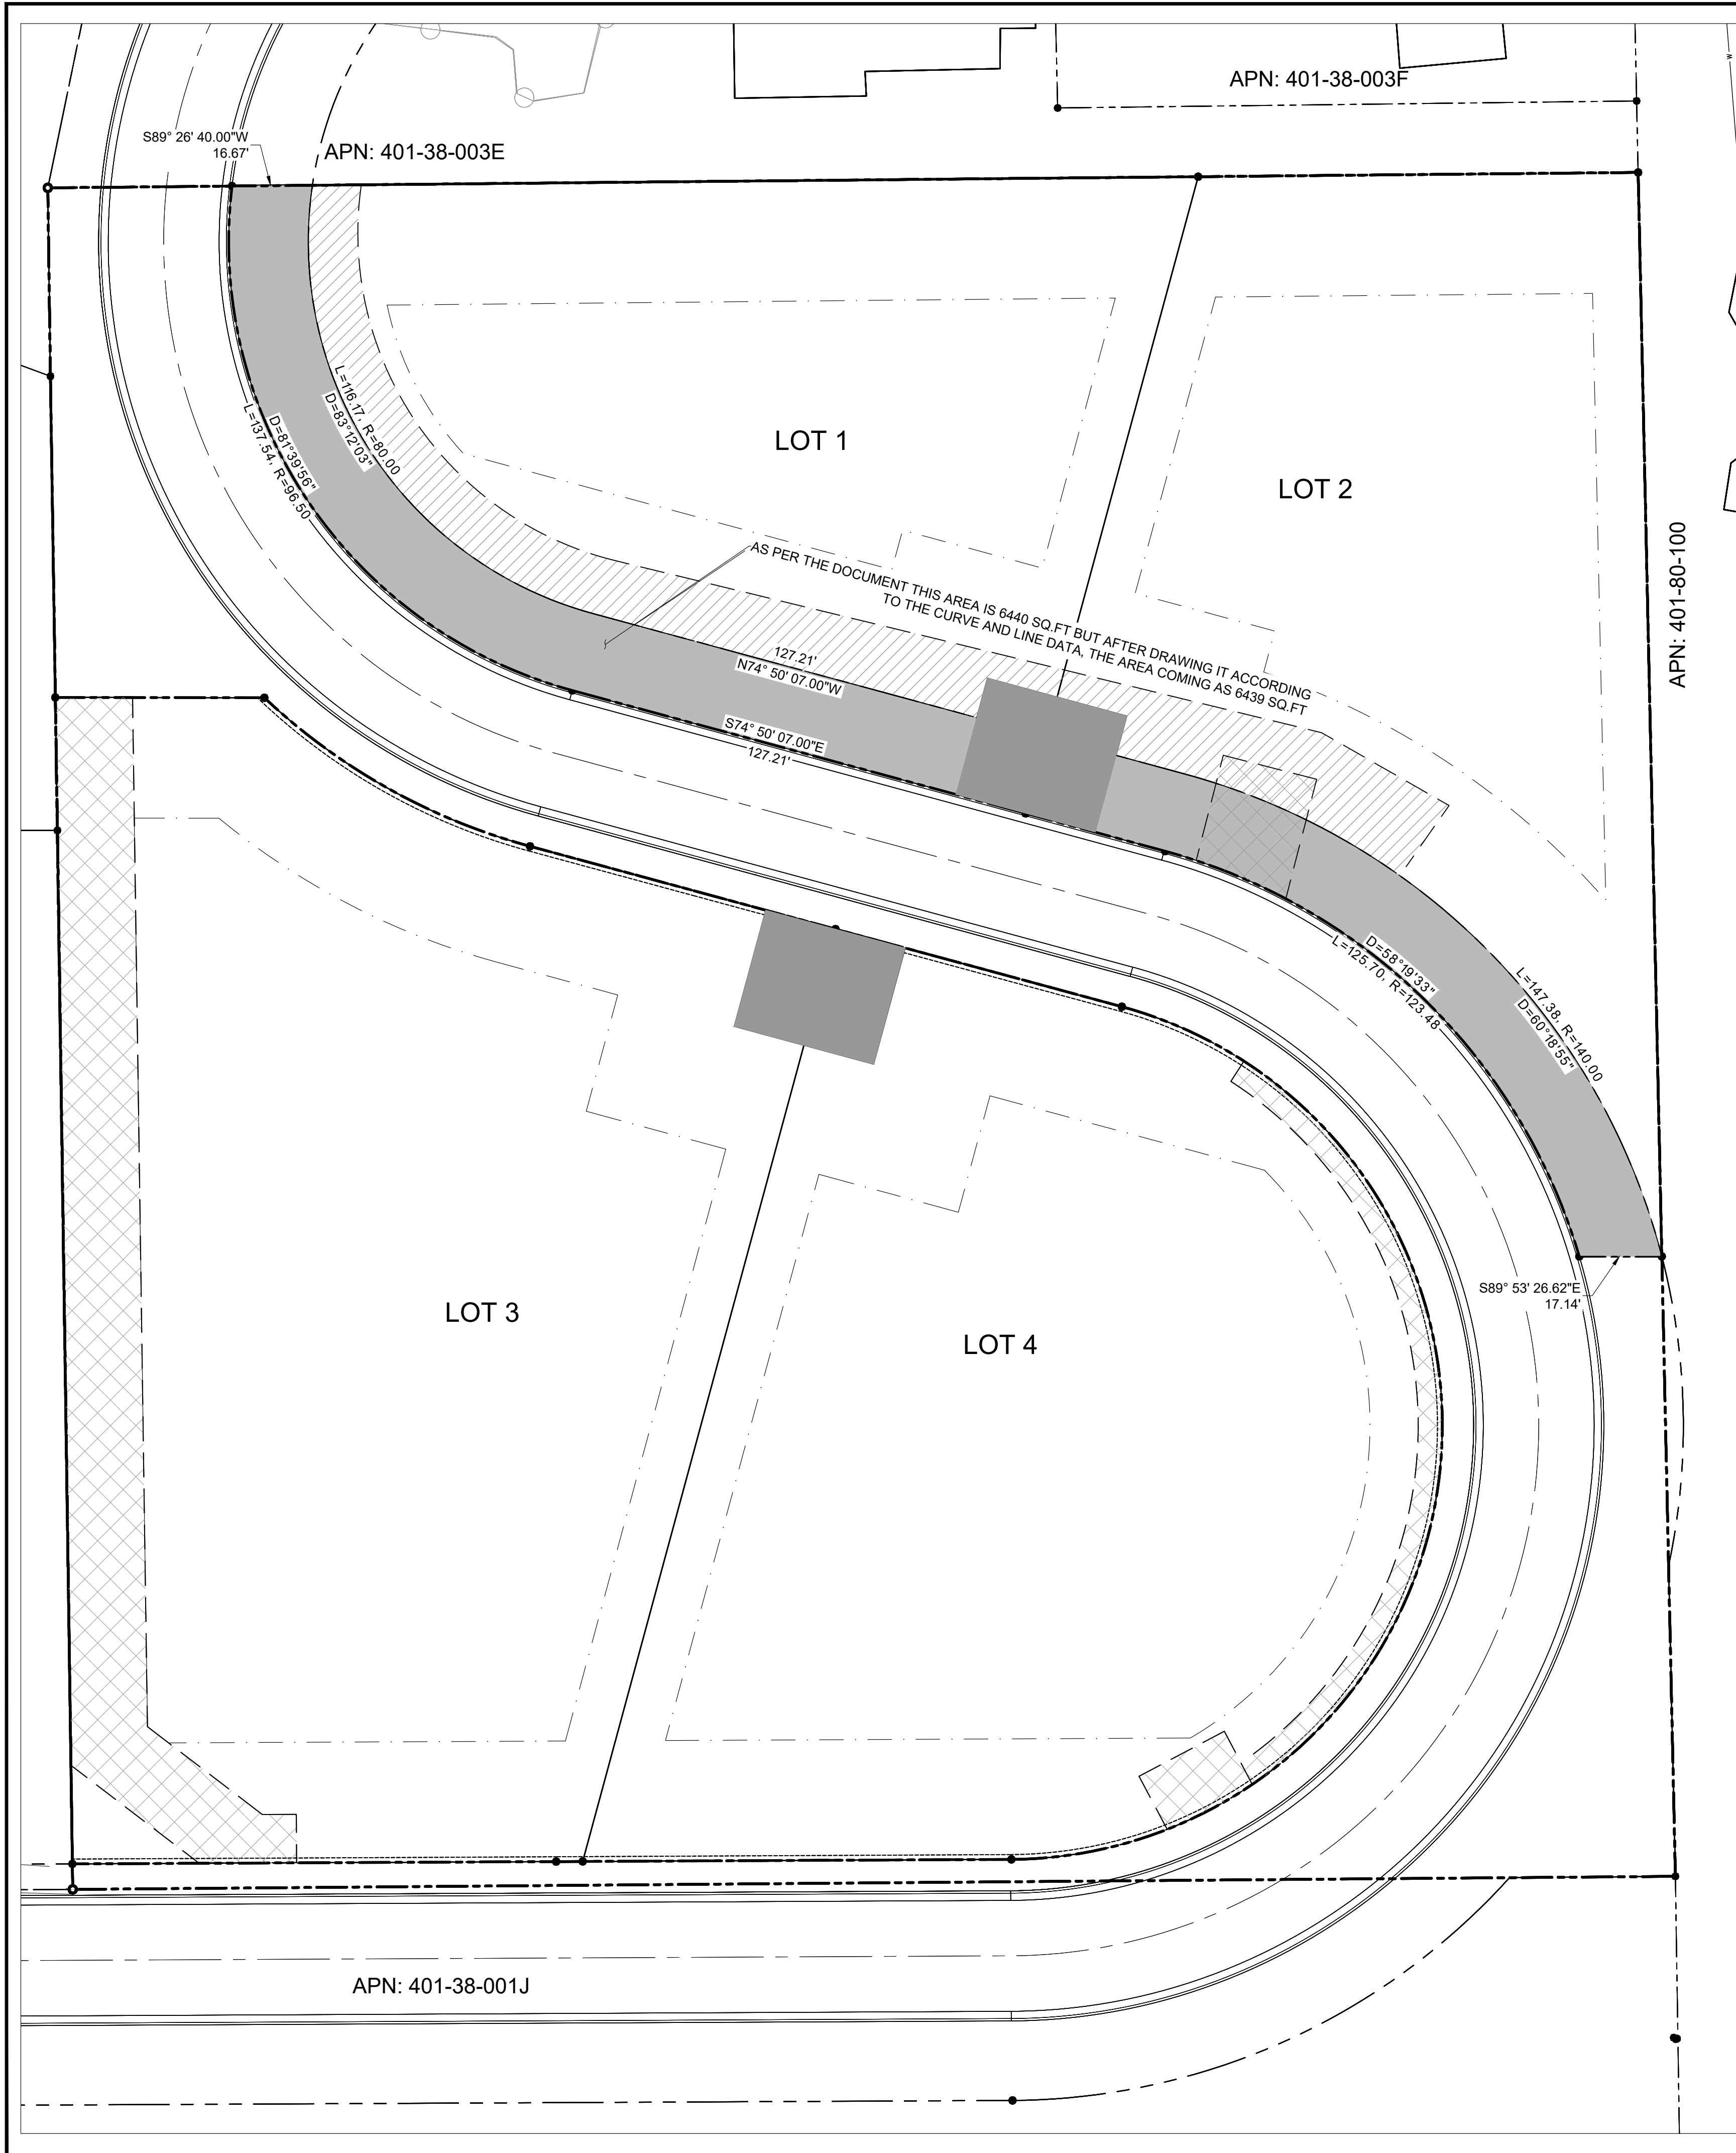 APN: 401-38-003F
W
S89° 26' 40.00"W
16.67'
APN: 401-38-003E
L=116.17, R=80.00
D=83°12'03"
D=81°39'56"
L=137.54, R=96.50
LOT 1
LOT 2
APN: 401-80-100
AS PER THE DOCUMENT THIS AREA IS 6440 SQ.FT BUT AFTER DRAWING IT ACCORDING
TO THE CURVE AND LINE DATA, THE AREA COMING AS 6439 SQ.FT
127.21'
N74° 50' 07.00"W
S74° 50' 07.00"E
127.21'
D=58°19'33"
L=125.70, R=123.48
L=147.38, R=140.00
D=60°18'55"
S89° 53' 26.62"E
17.14'
LOT 3
LOT 4
APN: 401-38-001J